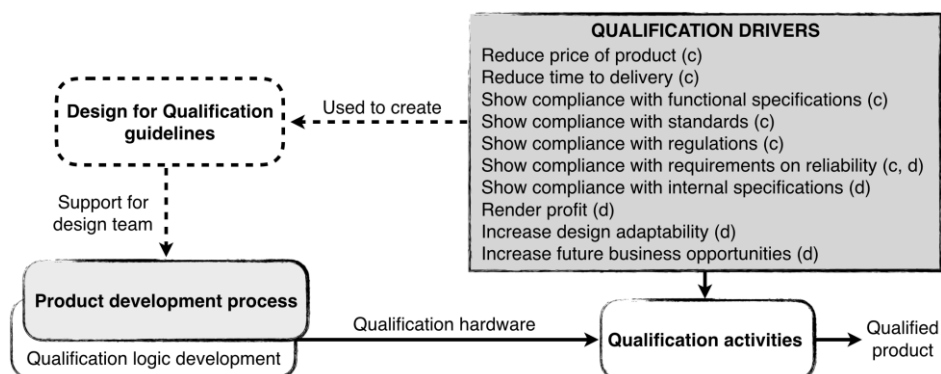 QUALIFICATION DRIVERS
Reduce price of product (c)
Reduce time to delivery (c)
Show compliance with functional specifications (c)
Show compliance with standards (c)
Show compliance with regulations (c)
Show compliance with requirements on reliability (c, d)
Show compliance with internal specifications (d)
Render profit (d)
Increase design adaptability (d)
Increase future business opportunities (d)
Used to create
Design for Qualification
guidelines
Support for
design team
Product development process
Qualification logic development
Qualification hardware
Qualification activities
Qualified
product